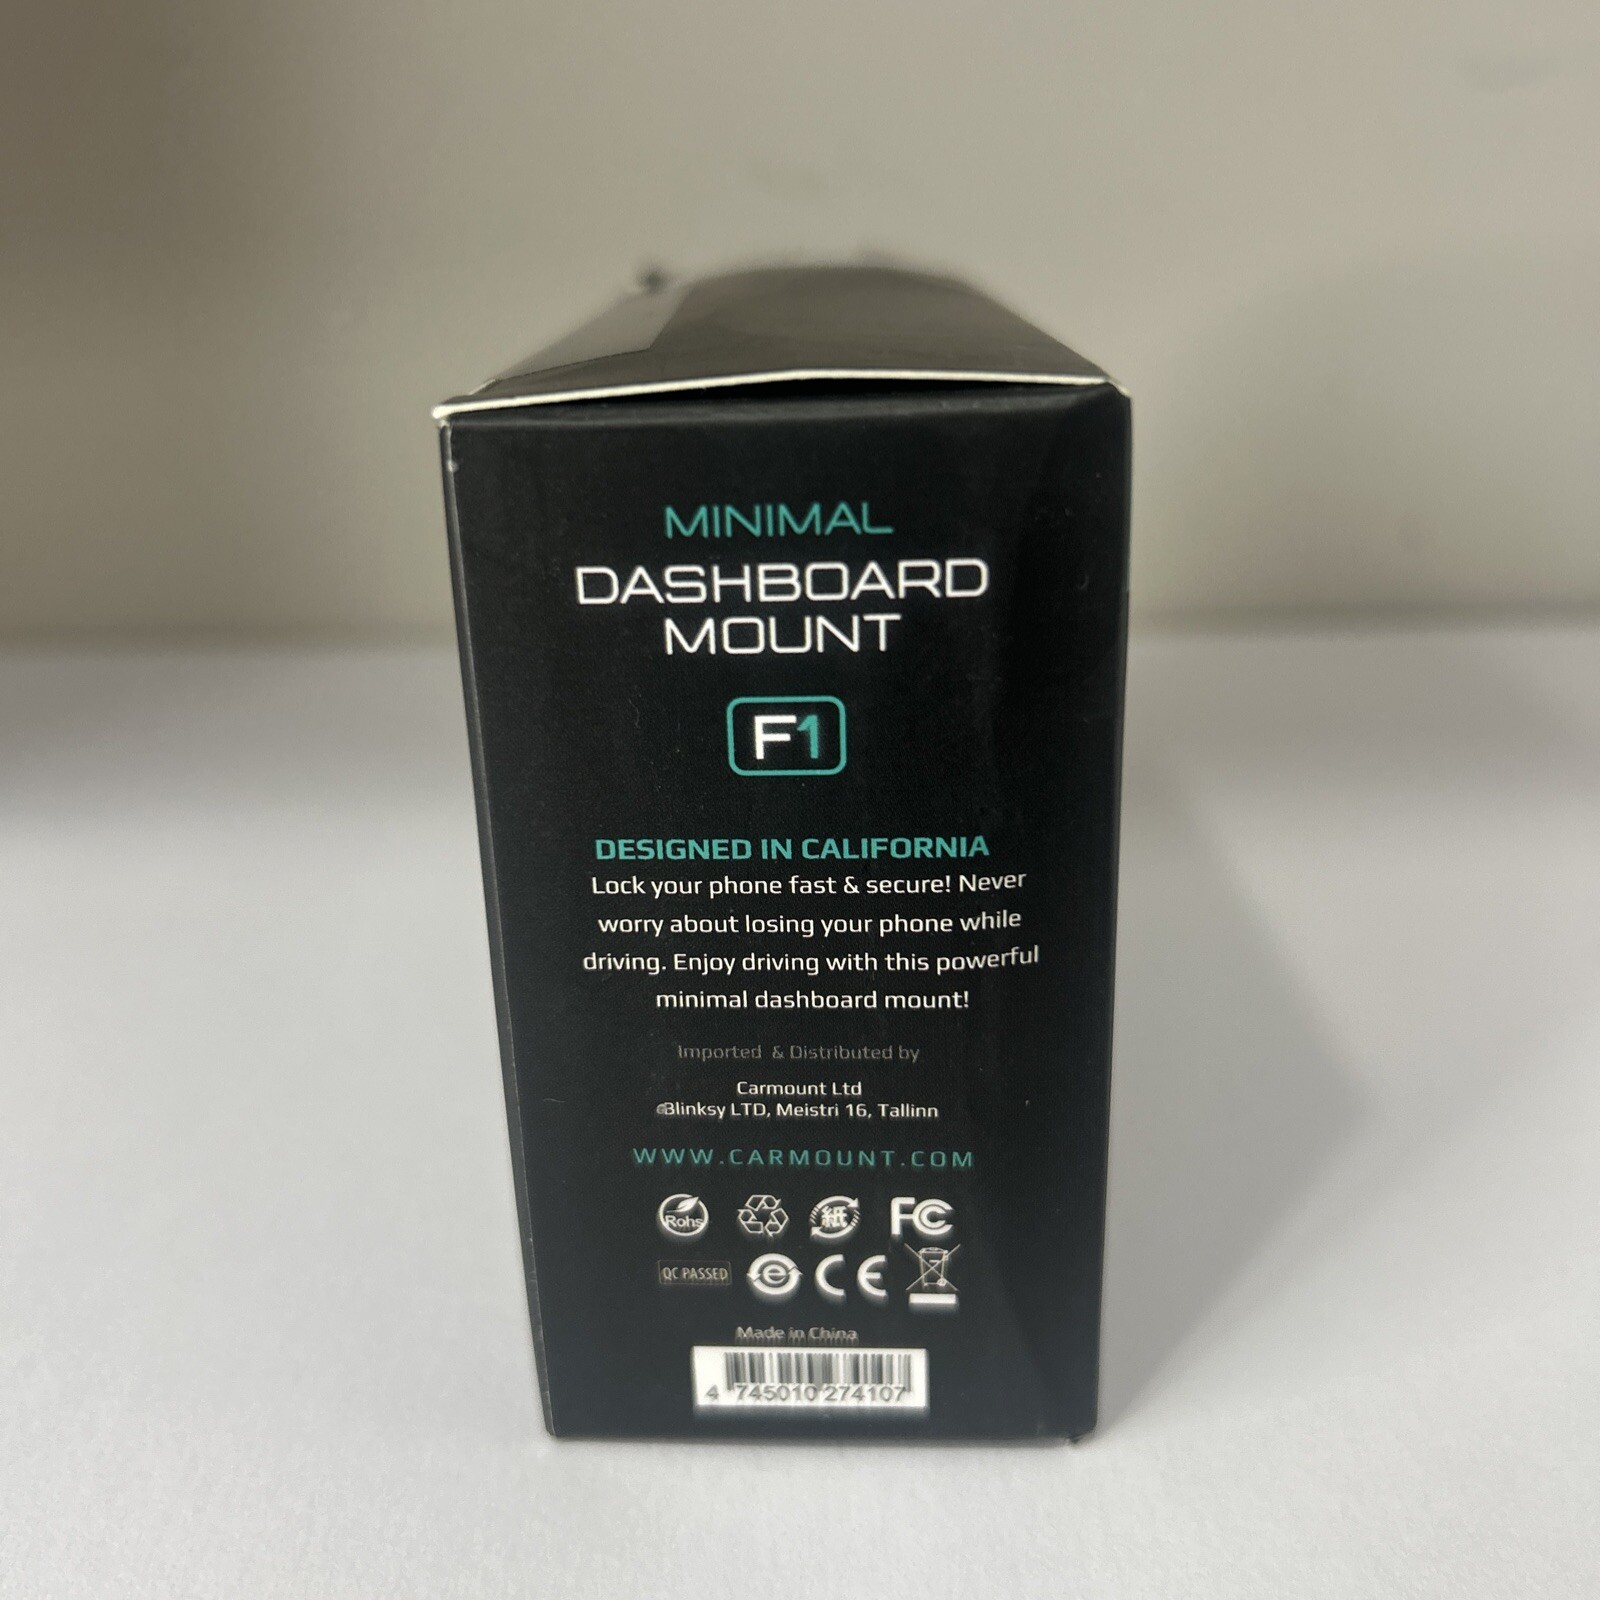 MINIMAL
DASHBOARD
MOUNT
F1
DESIGNED IN CALIFORNIA
Lock your phone fast & secure! Never
worry about losing your phone while
driving. Enjoy driving with this powerful
minimal dashboard mount!
Imported & Distributed by
Carmount Ltd
Blinksy LTD, Meistri 16, Tallinn
WWW.CARMOUNT.COM
Rohs 紙 FC
QC PASSED e CE
Made in China
4 745010 274107